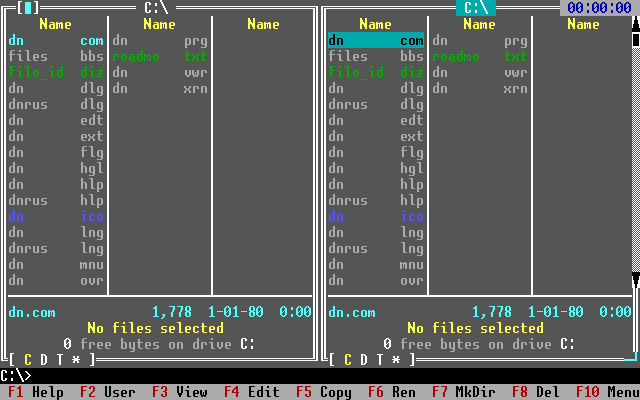 [ ] C:\ C:\ 00:00:00
Name Name Name Name Name Name
dn com dn prg dn com dn prg
files bbs readme txt files bbs readme txt
file_id diz dn vwr file_id diz dn vwr
dn dlg dn xrn dn dlg dn xrn
dnrus dlg dnrus dlg
dn edt dn edt
dn ext dn ext
dn flg dn flg
dn hgl dn hgl
dn hlp dn hlp
dnrus hlp dnrus hlp
dn ico dn ico
dn lng dn lng
dnrus lng dnrus lng
dn mnu dn mnu
dn ovr dn ovr
dn.com 1,778 1-01-80 0:00 dn.com 1,778 1-01-80 0:00
No files selected No files selected
0 free bytes on drive C: 0 free bytes on drive C:
[ C D T * ] [ C D T * ]
C:\>
F1 Help F2 User F3 View F4 Edit F5 Copy F6 Ren F7 MkDir F8 Del F10 Menu